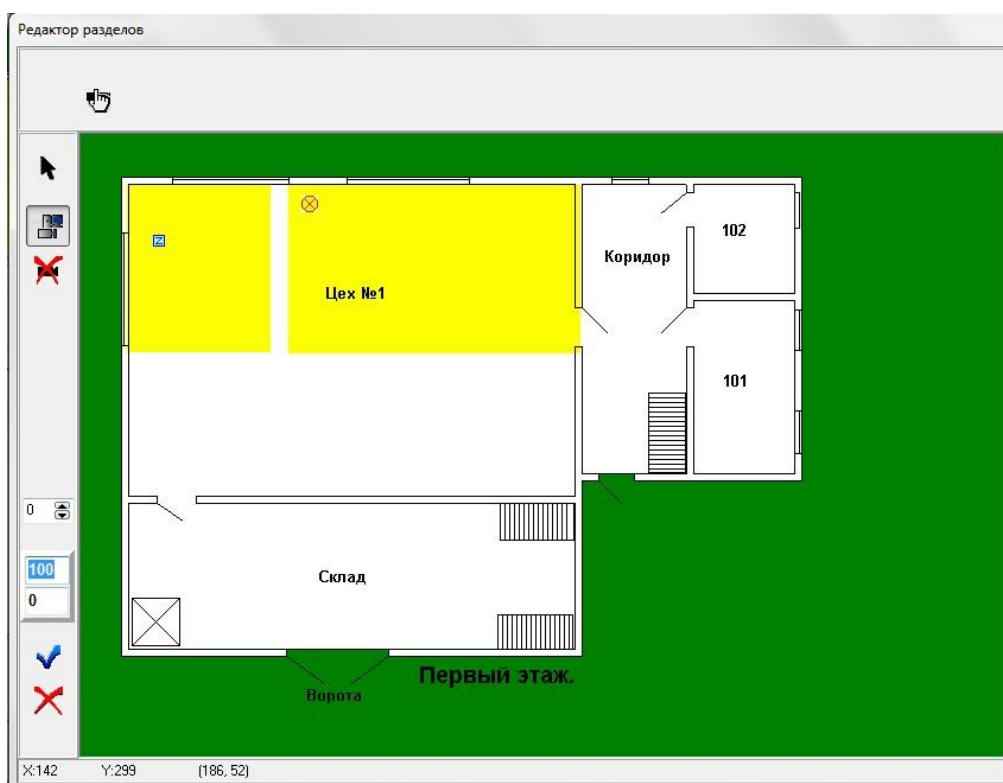 Редактор разделов
102
Коридор
Цех №1
101
0
100
0
Склад
Первый этаж.
Ворота
X:142 Y:299 (186, 52)